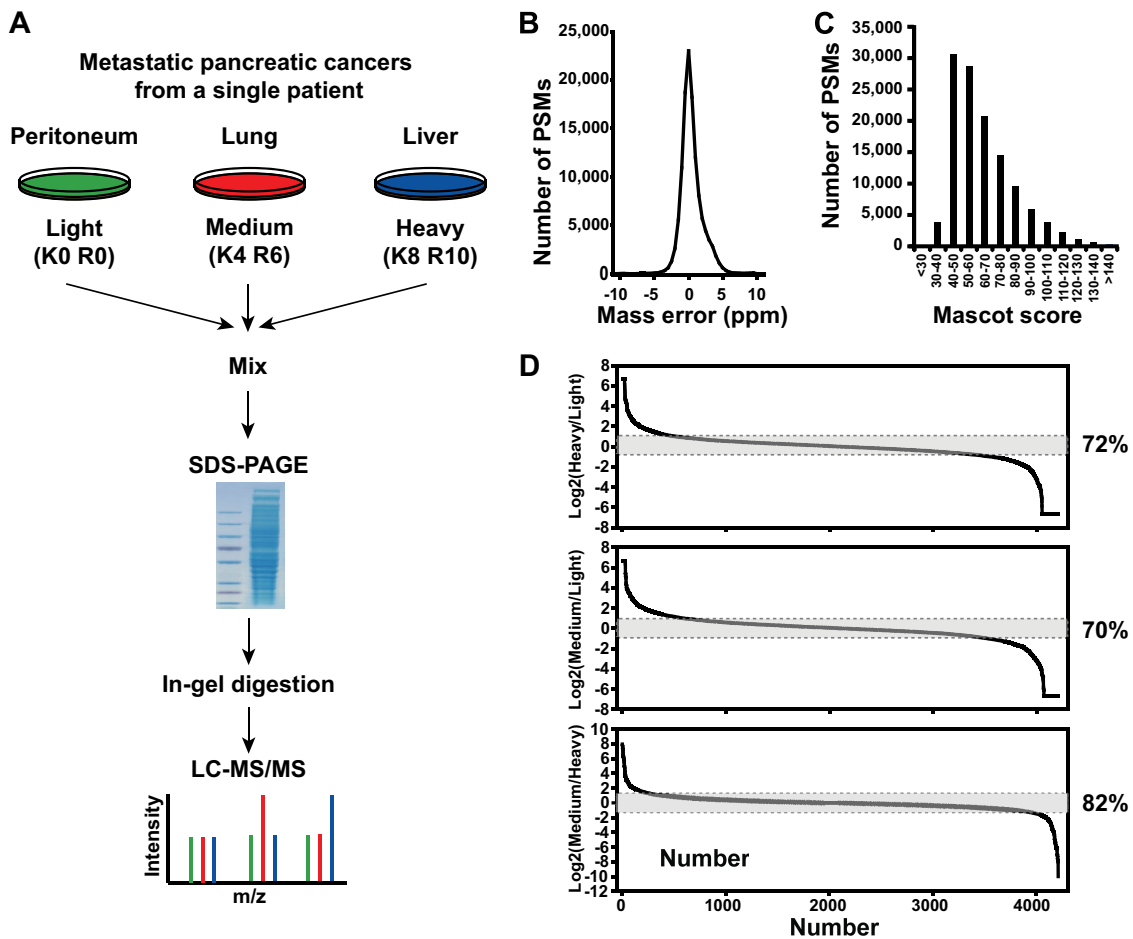 A
Metastatic pancreatic cancers
from a single patient
Peritoneum
Lung
Liver
Light
(K0 R0)
Medium
(K4 R6)
Heavy
(K8 R10)
Mix
SDS-PAGE
In-gel digestion
LC-MS/MS
Intensity
m/z
B
Number of PSMs
25,000
20,000
15,000
10,000
5,000
0
-10
-5
0
5
10
Mass error (ppm)
C
Number of PSMs
35,000
30,000
25,000
20,000
15,000
10,000
5,000
0
<30
30-40
40-50
50-60
60-70
70-80
80-90
90-100
100-110
110-120
120-130
130-140
>140
Mascot score
D
Log2(Heavy/Light)
8
6
4
2
0
-2
-4
-6
-8
72%
Log2(Medium/Light)
8
6
4
2
0
-2
-4
-6
-8
70%
Log2(Medium/Heavy)
10
8
6
4
2
0
-2
-4
-6
-8
-10
-12
82%
Number
0
1000
2000
3000
4000
Number